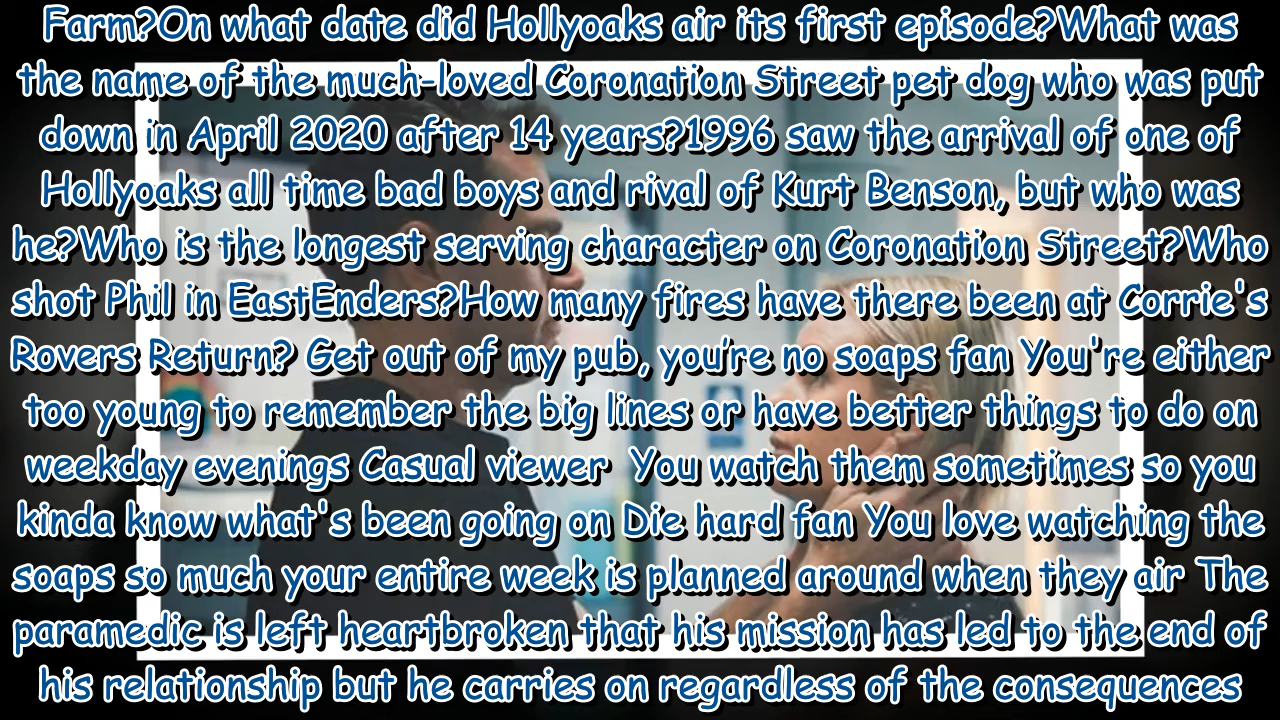 Farm?On what date did Hollyoaks air its first episode?What was
the name of the much-loved Coronation Street pet dog who was put
down in April 2020 after 14 years?1996 saw the arrival of one of
Hollyoaks all time bad boys and rival of Kurt Benson, but who was
he?Who is the longest serving character on Coronation Street?Who
shot Phil in EastEnders?How many fires have there been at Corrie's
Rovers Return? Get out of my pub, you’re no soaps fan You're either
too young to remember the big lines or have better things to do on
weekday evenings Casual viewer  You watch them sometimes so you
kinda know what's been going on Die hard fan You love watching the
soaps so much your entire week is planned around when they air The
paramedic is left heartbroken that his mission has led to the end of
his relationship but he carries on regardless of the consequences